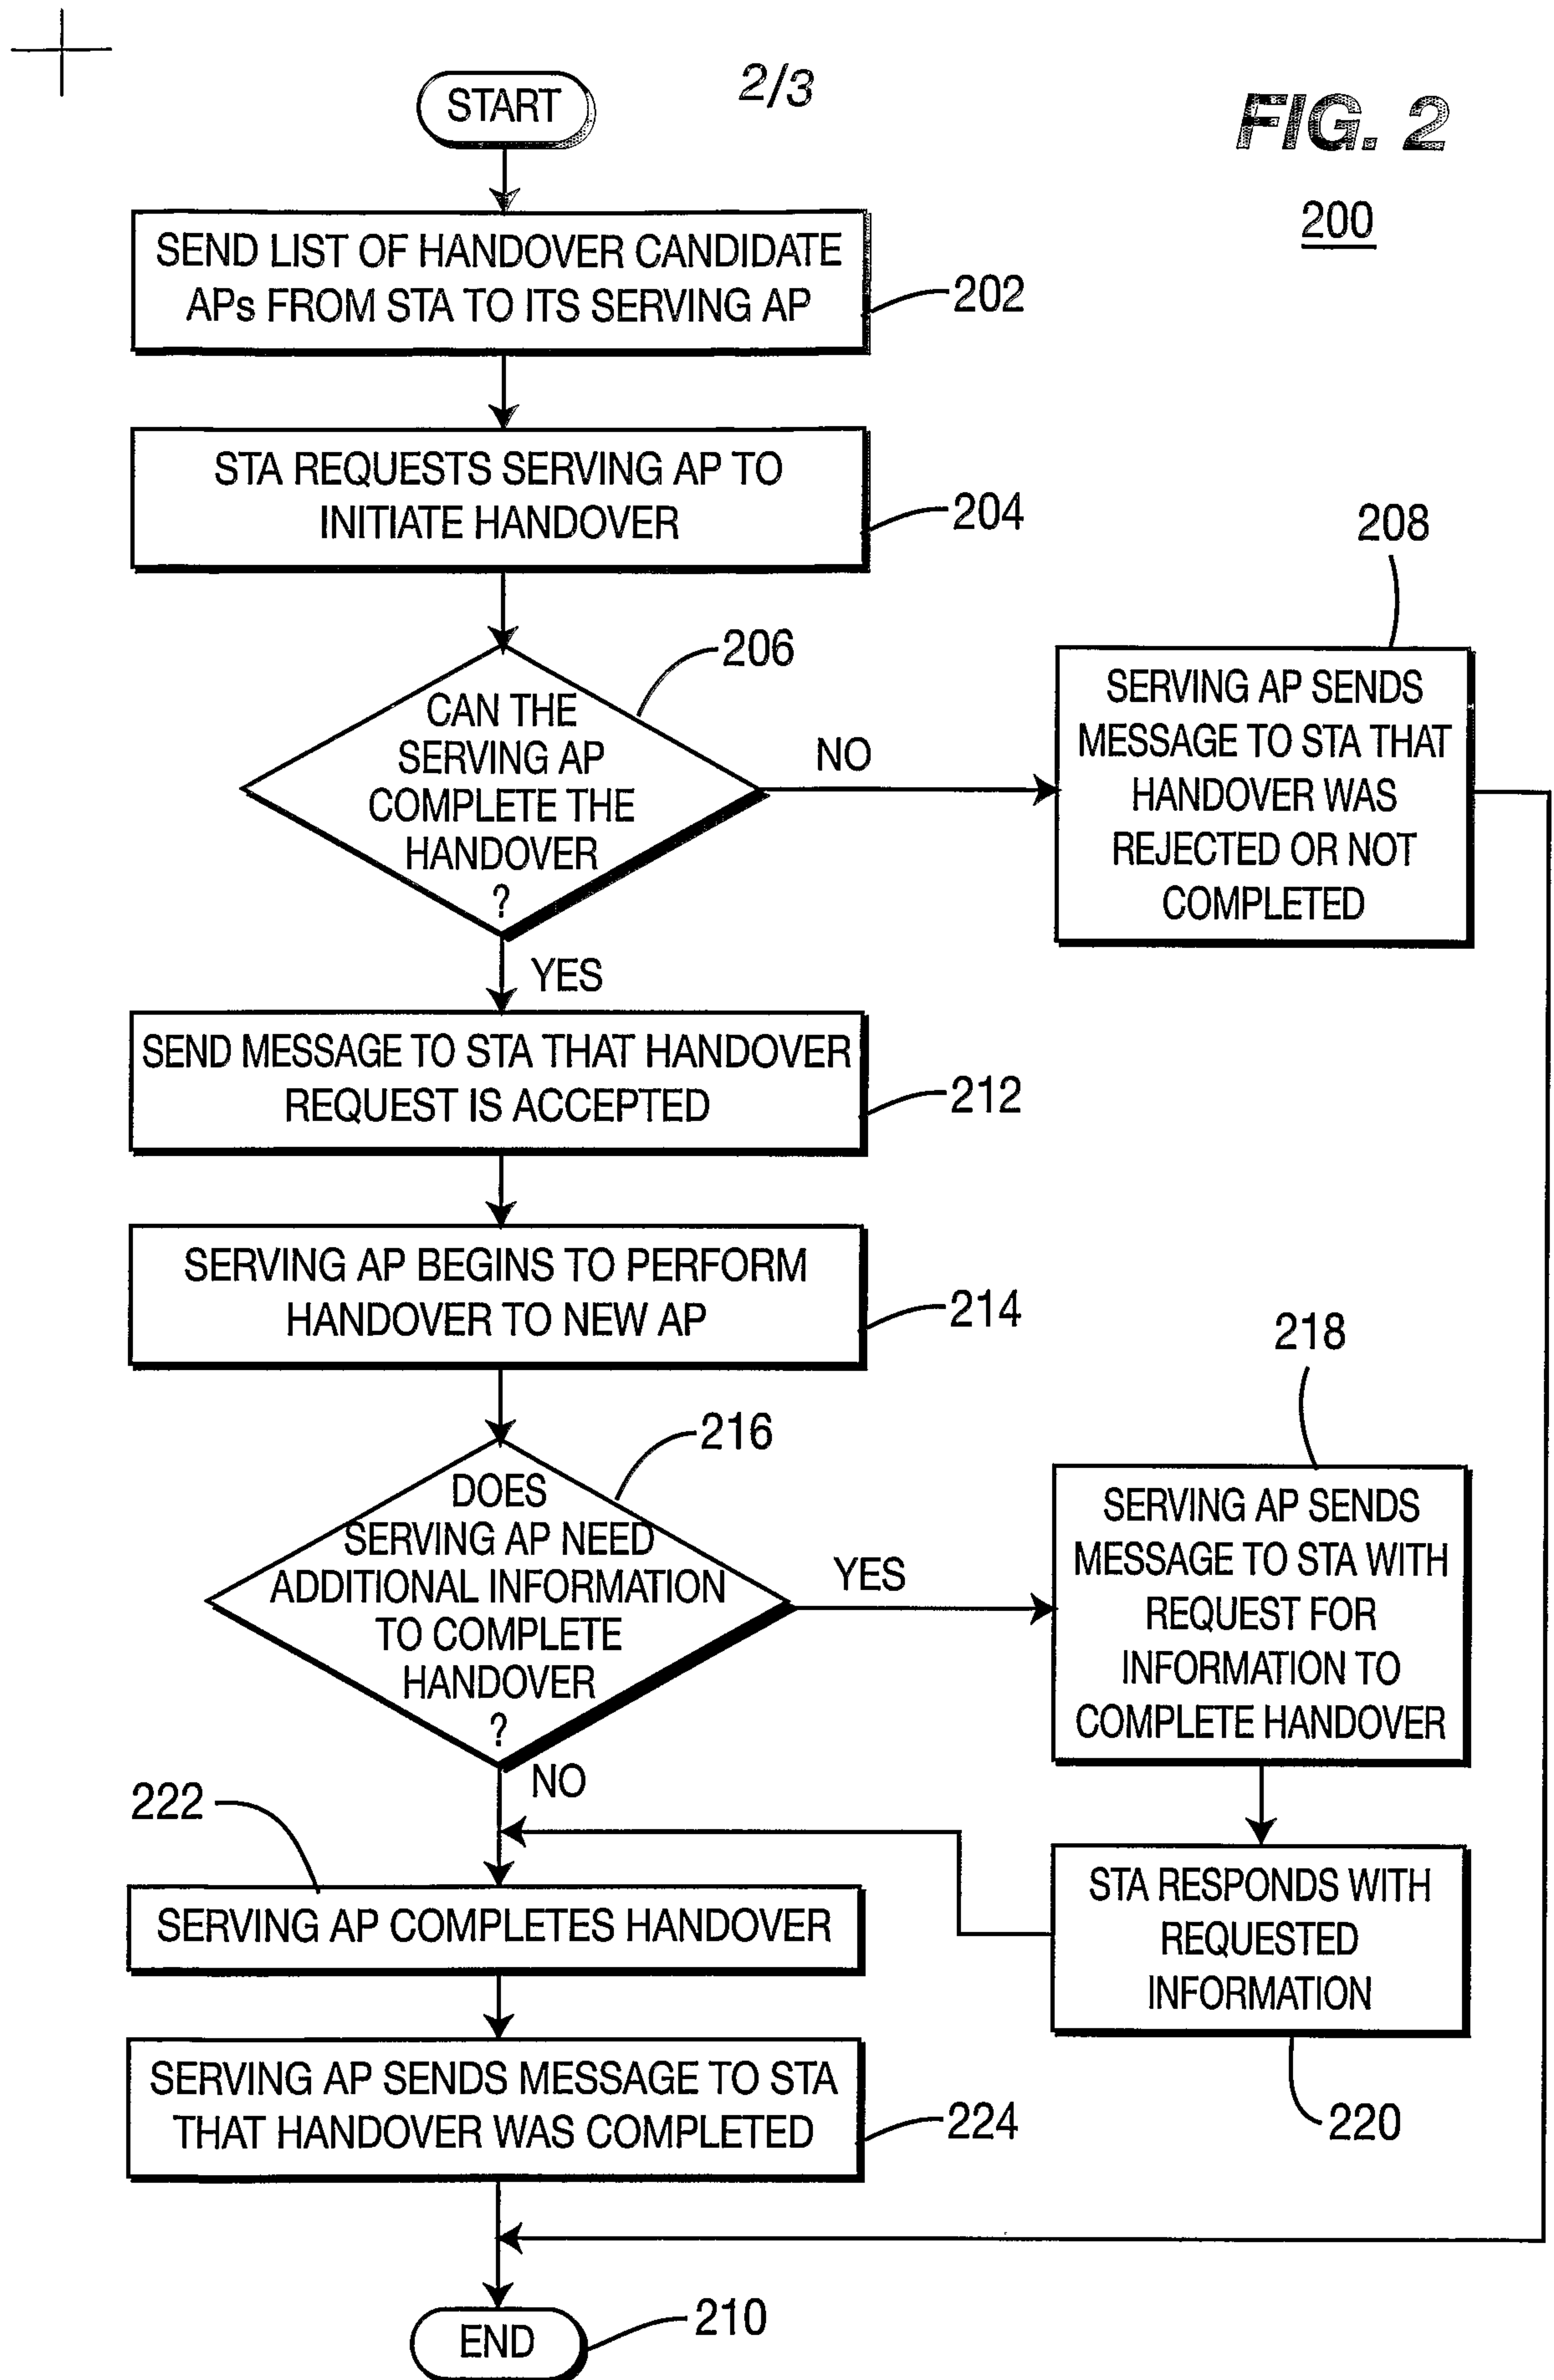 2/3
FIG. 2
200
START
SEND LIST OF HANDOVER CANDIDATE
APs FROM STA TO ITS SERVING AP
202
STA REQUESTS SERVING AP TO
INITIATE HANDOVER
204
206
CAN THE
SERVING AP
COMPLETE THE
HANDOVER
?
NO
208
SERVING AP SENDS
MESSAGE TO STA THAT
HANDOVER WAS
REJECTED OR NOT
COMPLETED
YES
SEND MESSAGE TO STA THAT HANDOVER
REQUEST IS ACCEPTED
212
SERVING AP BEGINS TO PERFORM
HANDOVER TO NEW AP
214
216
DOES
SERVING AP NEED
ADDITIONAL INFORMATION
TO COMPLETE
HANDOVER
?
YES
218
SERVING AP SENDS
MESSAGE TO STA WITH
REQUEST FOR
INFORMATION TO
COMPLETE HANDOVER
NO
STA RESPONDS WITH
REQUESTED
INFORMATION
220
222
SERVING AP COMPLETES HANDOVER
SERVING AP SENDS MESSAGE TO STA
THAT HANDOVER WAS COMPLETED
224
END
210